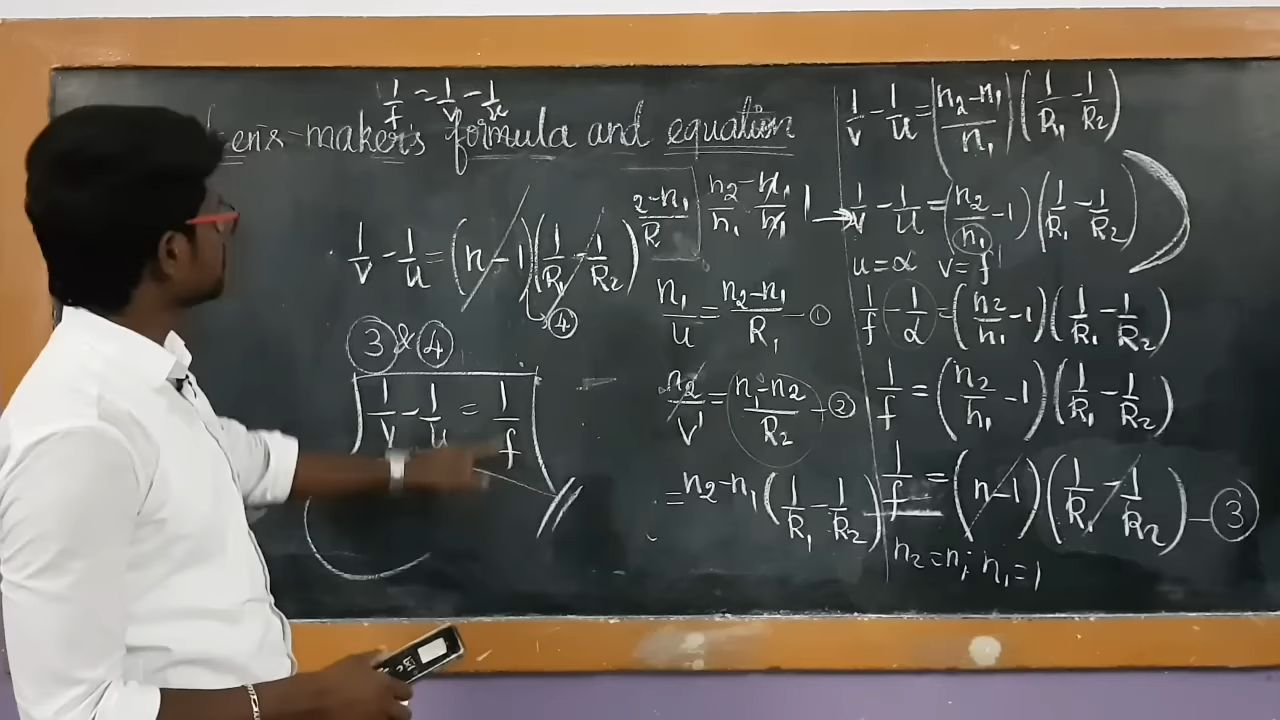 1/f = 1/v - 1/u
ens-maker's formula and equation
1/v - 1/u = (n - 1)(1/R₁ - 1/R₂)
④
③ & ④
1/v - 1/u = 1/f
2-n₁/R
n₂/n₁ - n₁/n₁
n₁/u = n₂-n₁/R₁ - ①
n₂/v = n₁-n₂/R₂ - ②
= n₂-n₁ (1/R₁ - 1/R₂)
1/v - 1/u = (n₂-n₁/n₁)(1/R₁ - 1/R₂)
1/v - 1/u = (n₂/n₁ - 1)(1/R₁ - 1/R₂)
u = α v = f
1/f - 1/α = (n₂/n₁ - 1)(1/R₁ - 1/R₂)
1/f = (n₂/n₁ - 1)(1/R₁ - 1/R₂)
1/f = (n - 1)(1/R₁ - 1/R₂) - ③
n₂ = n; n₁ = 1